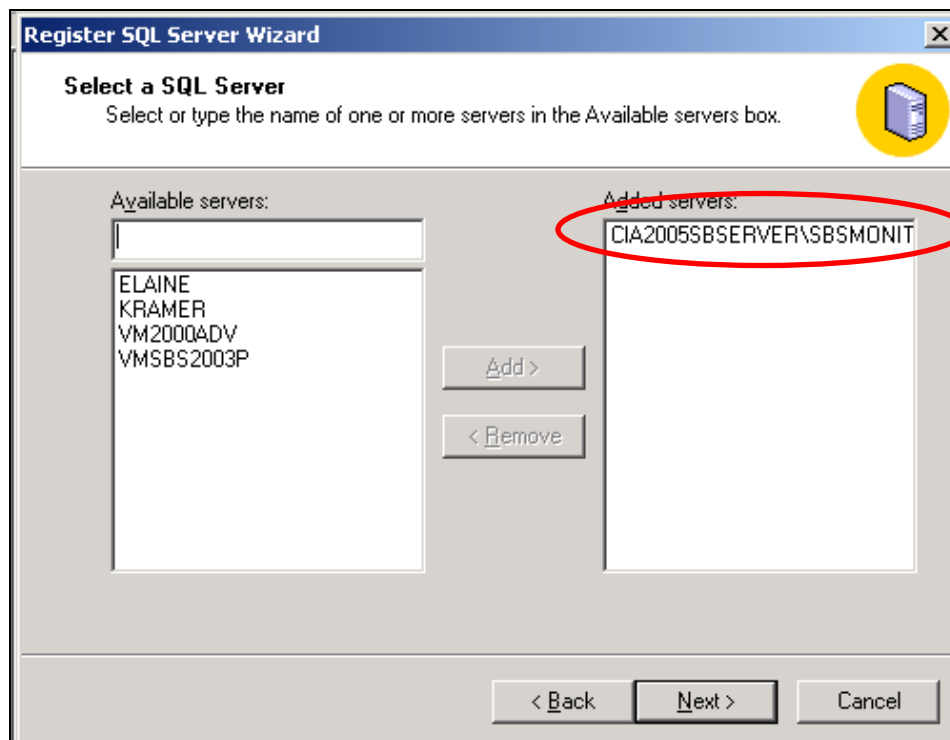 Register SQL Server Wizard
Select a SQL Server
Select or type the name of one or more servers in the Available servers box.
Available servers:
ELAINE
KRAMER
VM2000ADV
VMSBS2003P
Add >
< Remove
Added servers:
CIA2005SBSERVER\SBSMONIT
< Back
Next >
Cancel